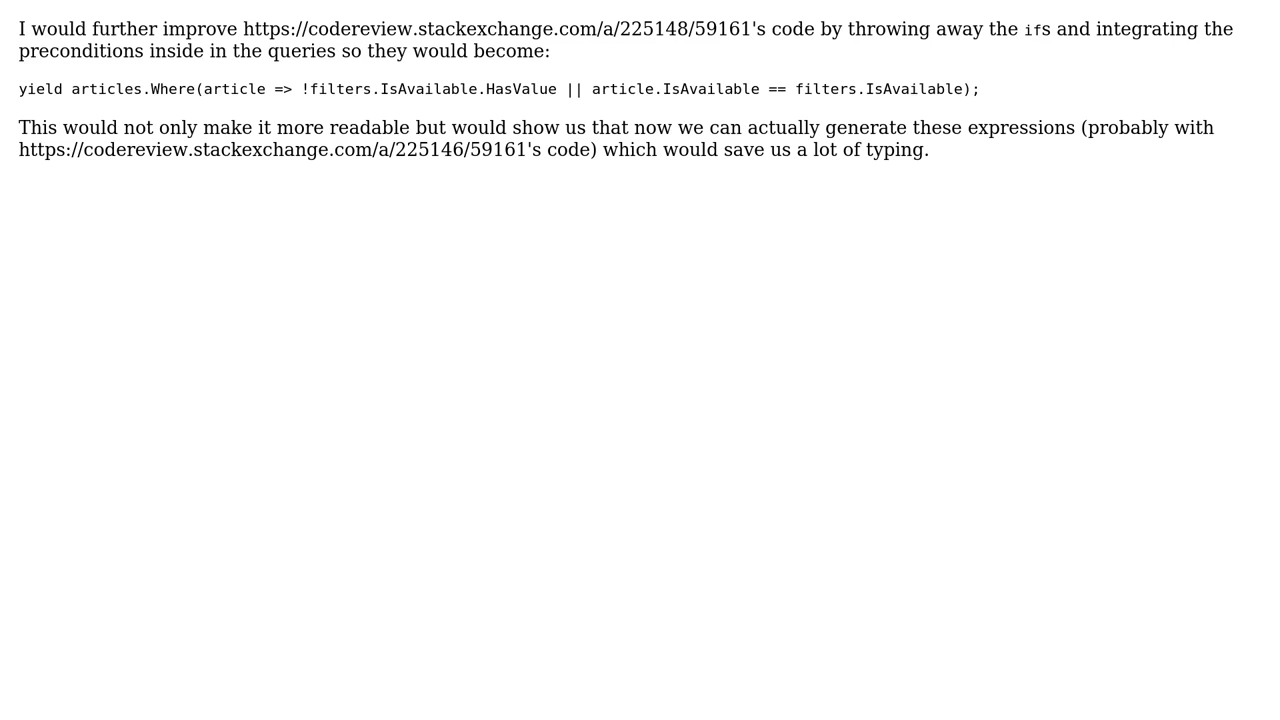 I would further improve https://codereview.stackexchange.com/a/225148/59161's code by throwing away the ifs and integrating the
preconditions inside in the queries so they would become:
yield articles.Where(article => !filters.IsAvailable.HasValue || article.IsAvailable == filters.IsAvailable);
This would not only make it more readable but would show us that now we can actually generate these expressions (probably with
https://codereview.stackexchange.com/a/225146/59161's code) which would save us a lot of typing.